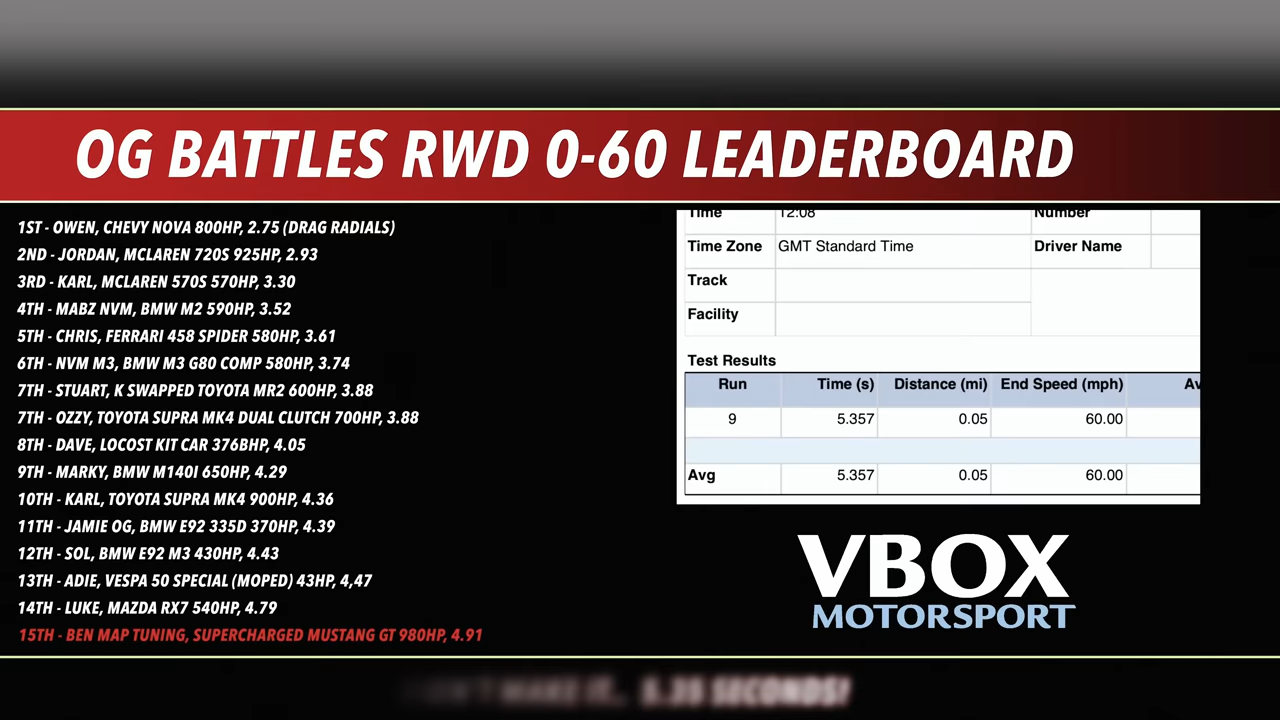 OG BATTLES RWD 0-60 LEADERBOARD
1ST - OWEN, CHEVY NOVA 800HP, 2.75 (DRAG RADIALS)
2ND - JORDAN, MCLAREN 720S 925HP, 2.93
3RD - KARL, MCLAREN 570S 570HP, 3.30
4TH - MABZ NVM, BMW M2 590HP, 3.52
5TH - CHRIS, FERRARI 458 SPIDER 580HP, 3.61
6TH - NVM M3, BMW M3 G80 COMP 580HP, 3.74
7TH - STUART, K SWAPPED TOYOTA MR2 600HP, 3.88
7TH - OZZY, TOYOTA SUPRA MK4 DUAL CLUTCH 700HP, 3.88
8TH - DAVE, LOCOST KIT CAR 376BHP, 4.05
9TH - MARKY, BMW M140I 650HP, 4.29
10TH - KARL, TOYOTA SUPRA MK4 900HP, 4.36
11TH - JAMIE OG, BMW E92 335D 370HP, 4.39
12TH - SOL, BMW E92 M3 430HP, 4.43
13TH - ADIE, VESPA 50 SPECIAL (MOPED) 43HP, 4,47
14TH - LUKE, MAZDA RX7 540HP, 4.79
15TH - BEN MAP TUNING, SUPERCHARGED MUSTANG GT 980HP, 4.91
Time 12:08 Number
Time Zone GMT Standard Time Driver Name
Track
Facility
Test Results
Run Time (s) Distance (mi) End Speed (mph) Av
9 5.357 0.05 60.00
Avg 5.357 0.05 60.00
VBOX
MOTORSPORT
MAKE IT.. 5.35 SECONDS!